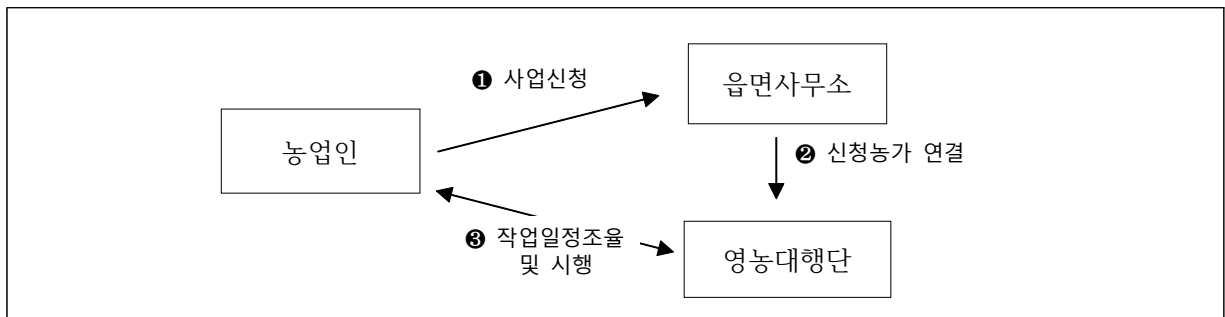 ❶ 사업신청
읍면사무소
농업인
❷ 신청농가 연결
❸ 작업일정조율
및 시행
영농대행단